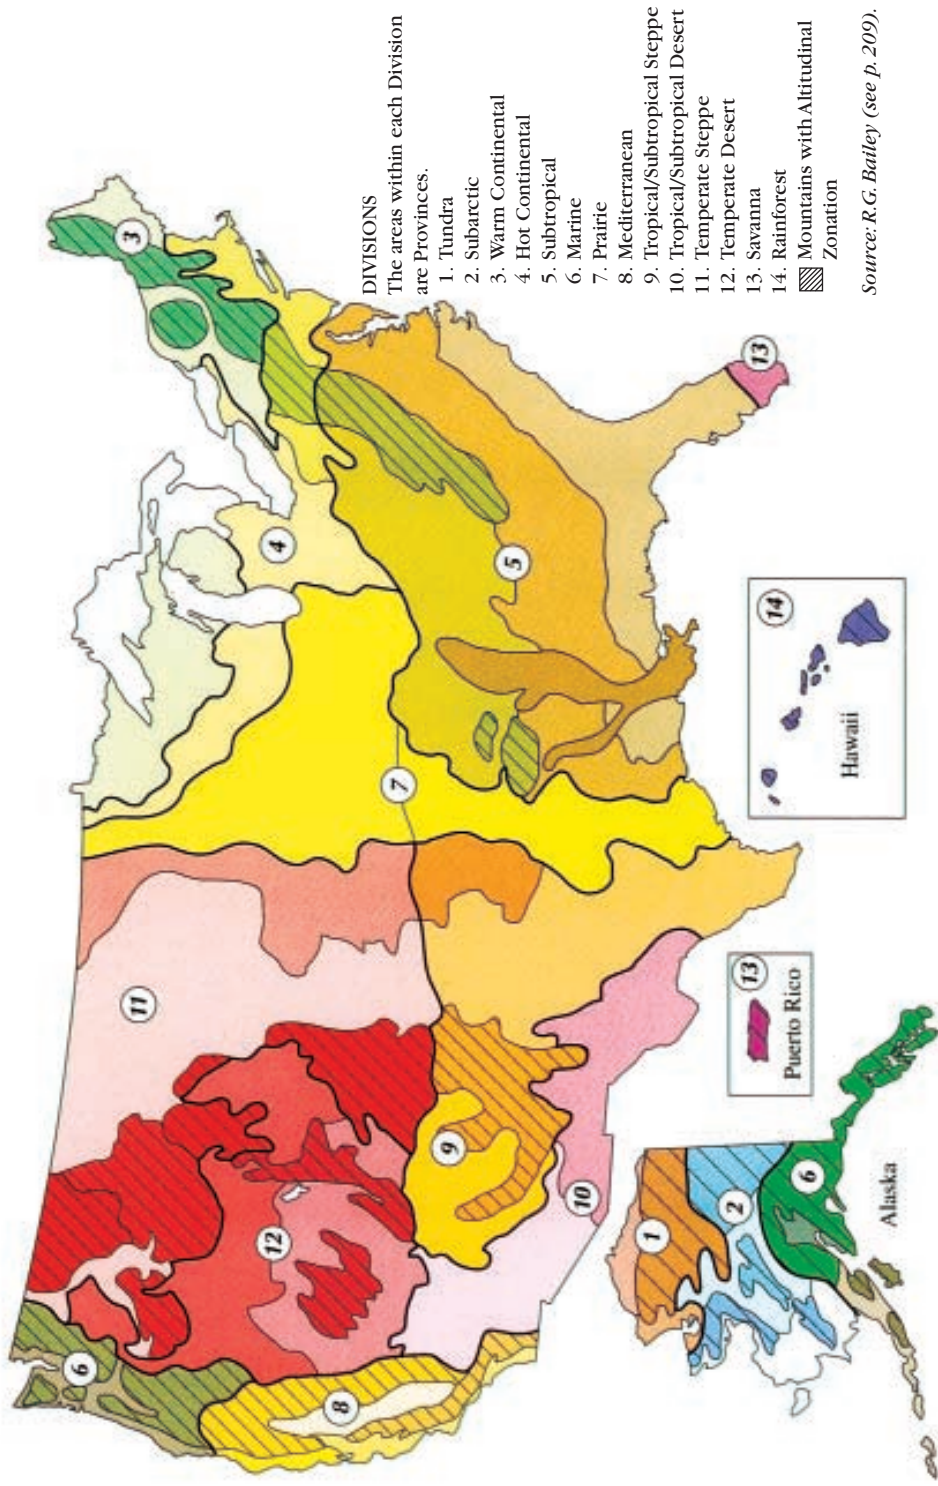 DIVISIONS
The areas within each Division
are Provinces.
1. Tundra
2. Subarctic
3. Warm Continental
4. Hot Continental
5. Subtropical
6. Marine
7. Prairie
8. Mediterranean
9. Tropical/Subtropical Steppe
10. Tropical/Subtropical Desert
11. Temperate Steppe
12. Temperate Desert
13. Savanna
14. Rainforest
Mountains with Altitudinal
Zonation
Source: R.G. Bailey (see p. 209).
3
4
5
7
11
12
9
10
6
8
13
1
2
6
Alaska
13
Puerto Rico
14
Hawaii